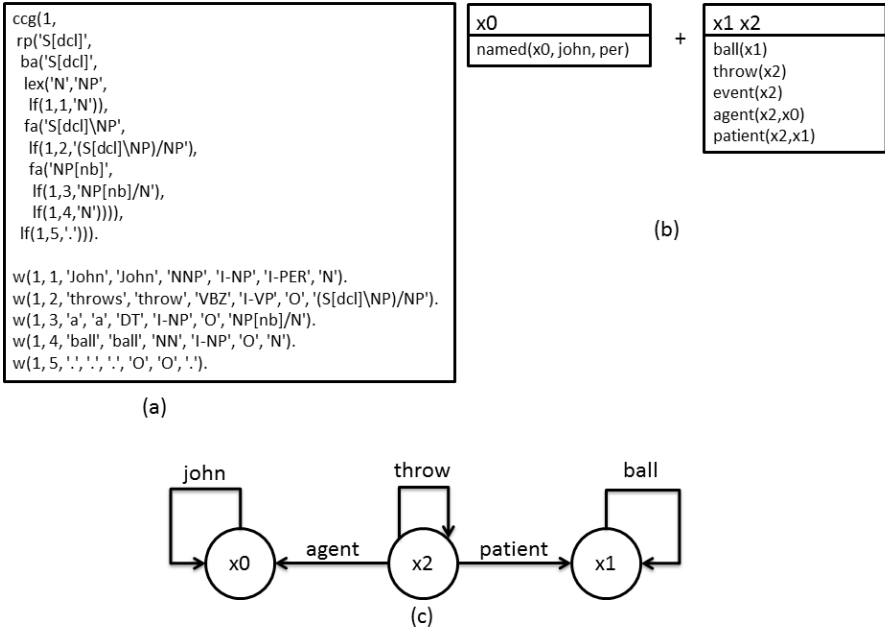 ccg(1,
rp('S[dcl]',
ba('S[dcl]',
lex('N','NP',
lf(1,1,'N')),
fa('S[dcl]\NP',
lf(1,2,'(S[dcl]\NP)/NP'),
fa('NP[nb]',
lf(1,3,'NP[nb]/N'),
lf(1,4,'N')))),
lf(1,5,'.'))).
w(1, 1, 'John', 'John', 'NNP', 'I-NP', 'I-PER', 'N').
w(1, 2, 'throws', 'throw', 'VBZ', 'I-VP', 'O', '(S[dcl]\NP)/NP').
w(1, 3, 'a', 'a', 'DT', 'I-NP', 'O', 'NP[nb]/N').
w(1, 4, 'ball', 'ball', 'NN', 'I-NP', 'O', 'N').
w(1, 5, '.', '.', '.', 'O', 'O', '.').
(a)
x0
named(x0, john, per)
+
x1 x2
ball(x1)
throw(x2)
event(x2)
agent(x2,x0)
patient(x2,x1)
(b)
john
throw
ball
x0
agent
x2
patient
x1
(c)